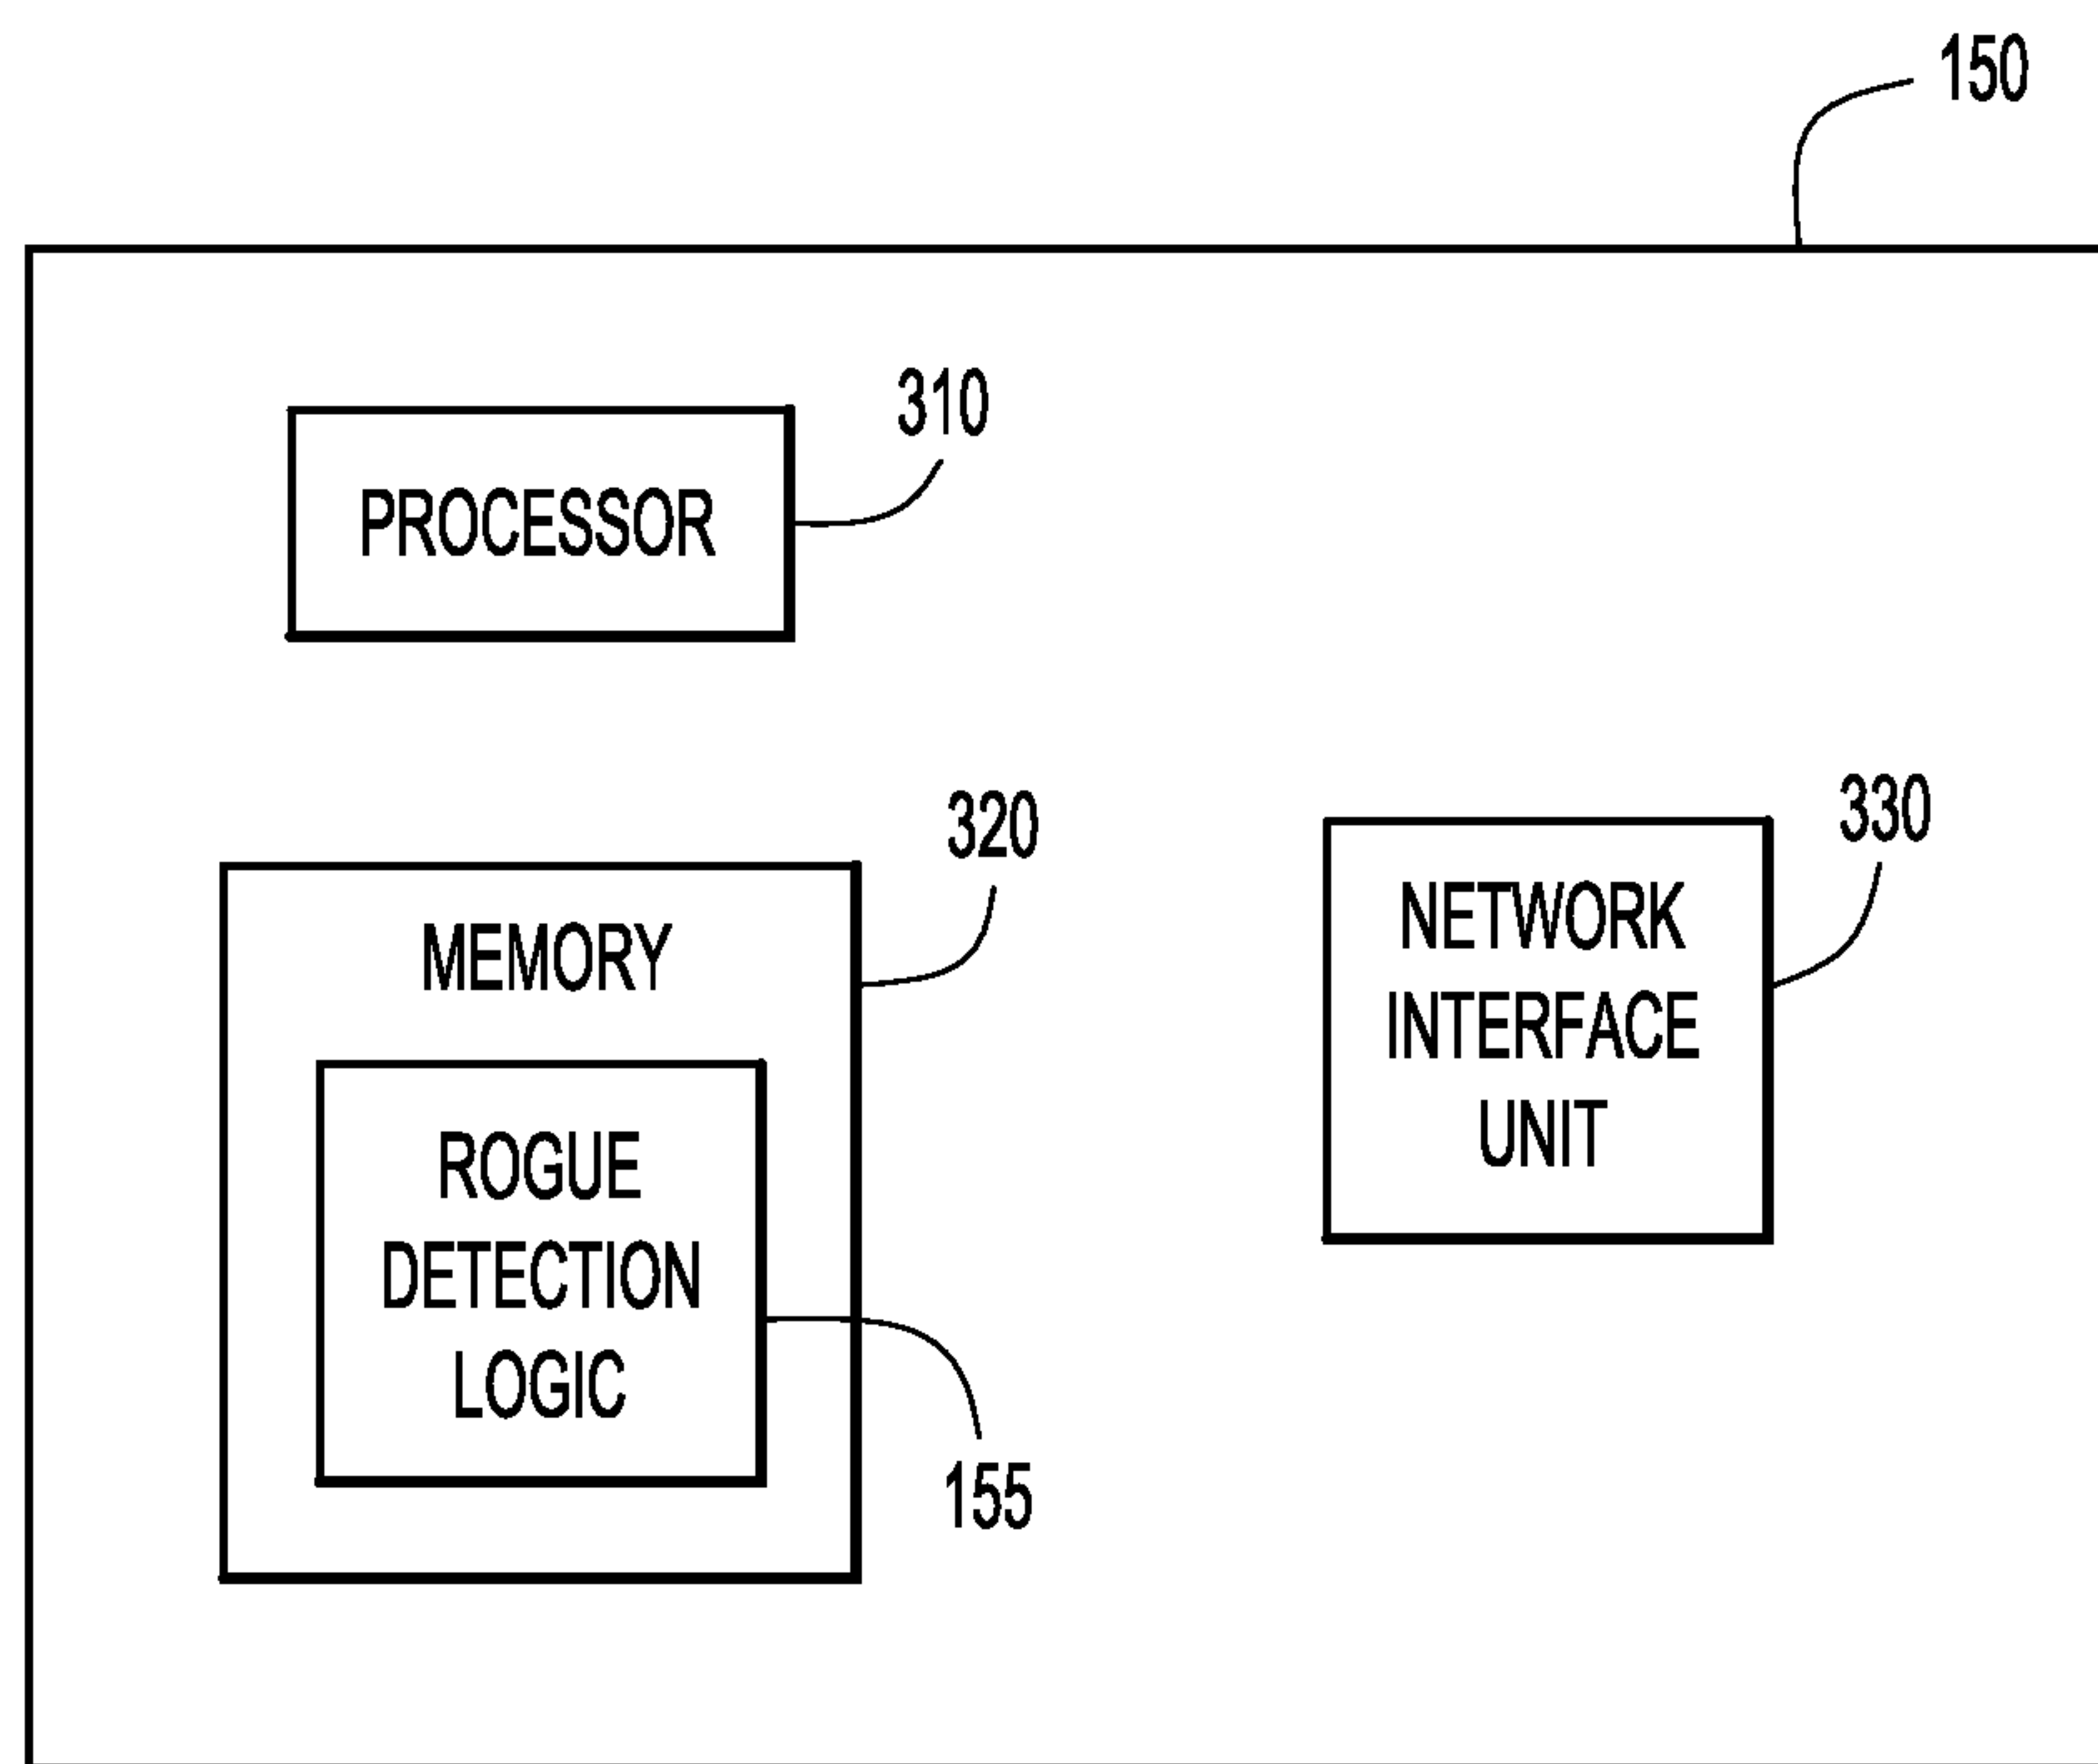 150
310
PROCESSOR
320
330
MEMORY
NETWORK
INTERFACE
UNIT
ROGUE
DETECTION
LOGIC
155